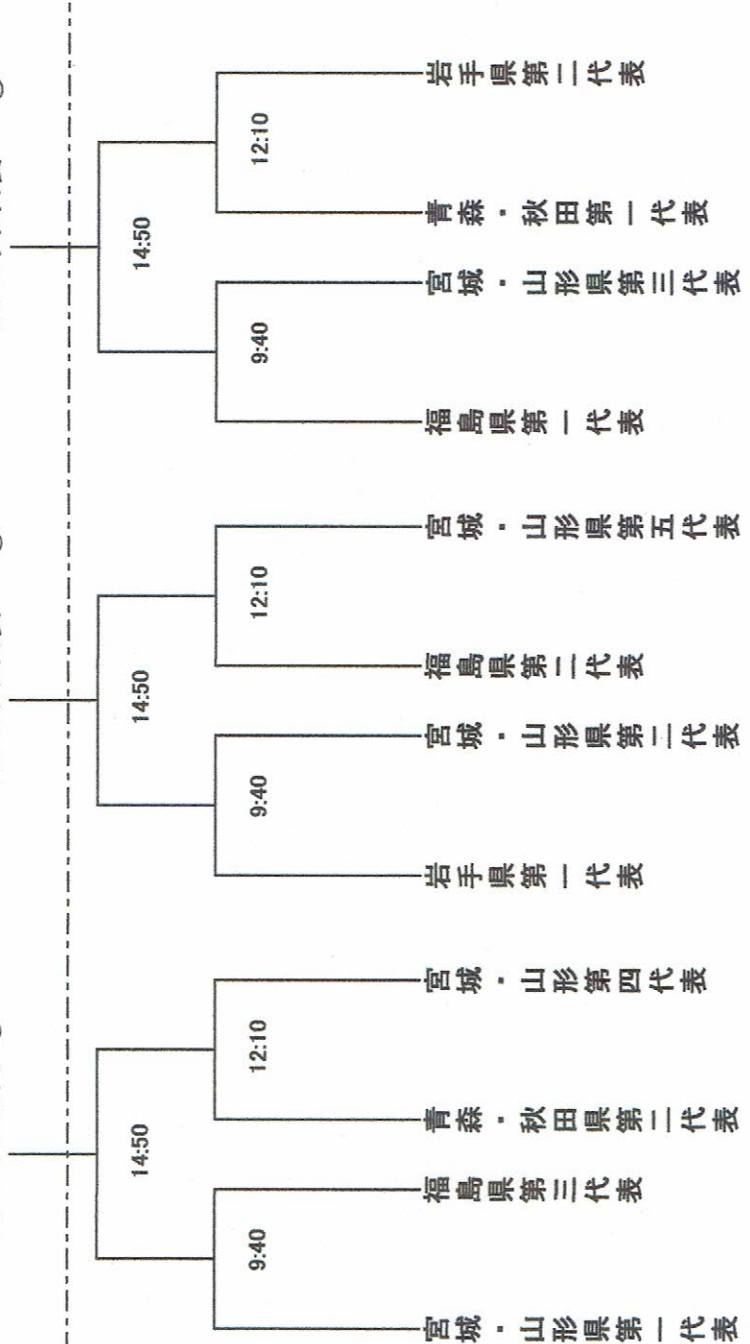 岩手県第二代表
12:10
青森・秋田第一代表
14:50
宮城・山形県第三代表
9:40
福島県第一代表
宮城・山形県第五代表
12:10
福島県第二代表
14:50
宮城・山形県第二代表
9:40
岩手県第一代表
宮城・山形第四代表
12:10
青森・秋田県第二代表
14:50
福島県第三代表
9:40
宮城・山形県第一代表